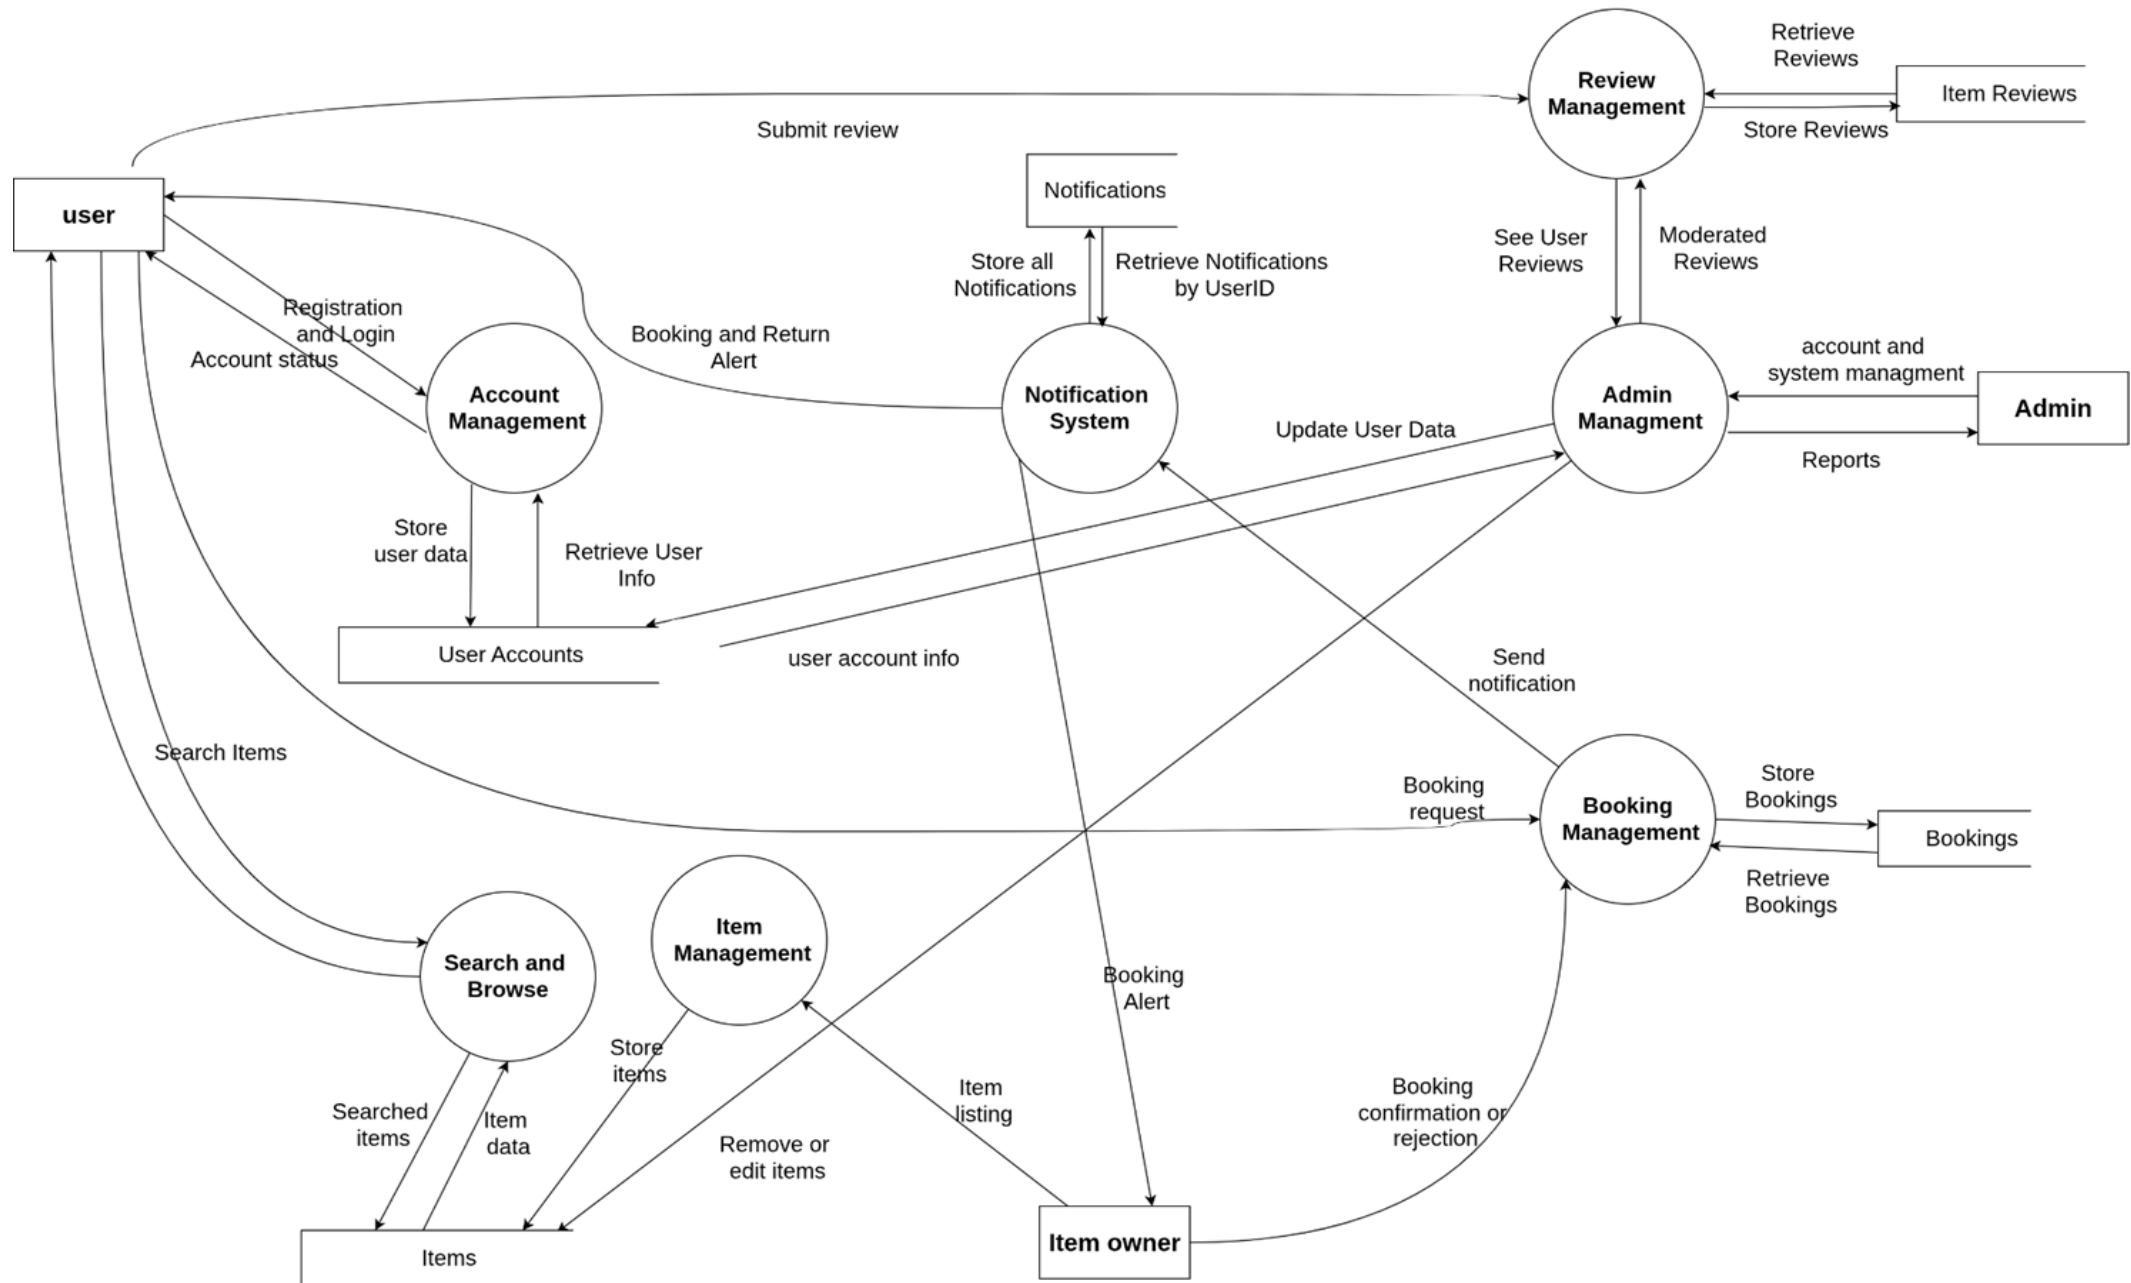 Retrieve
Reviews
Review
Management
Item Reviews
Store Reviews
Submit review
Notifications
user
See User
Reviews
Moderated
Reviews
Store all
Notifications
Retrieve Notifications
by UserID
Registration
and Login
Account status
Booking and Return
Alert
account and
system managment
Account
Management
Notification
System
Admin
Managment
Admin
Update User Data
Reports
Store
user data
Retrieve User
Info
User Accounts
user account info
Send
notification
Search Items
Booking
request
Store
Bookings
Booking
Management
Bookings
Retrieve
Bookings
Item
Management
Search and
Browse
Booking
Alert
Store
items
Item
listing
Booking
confirmation or
rejection
Searched
items
Item
data
Remove or
edit items
Item owner
Items